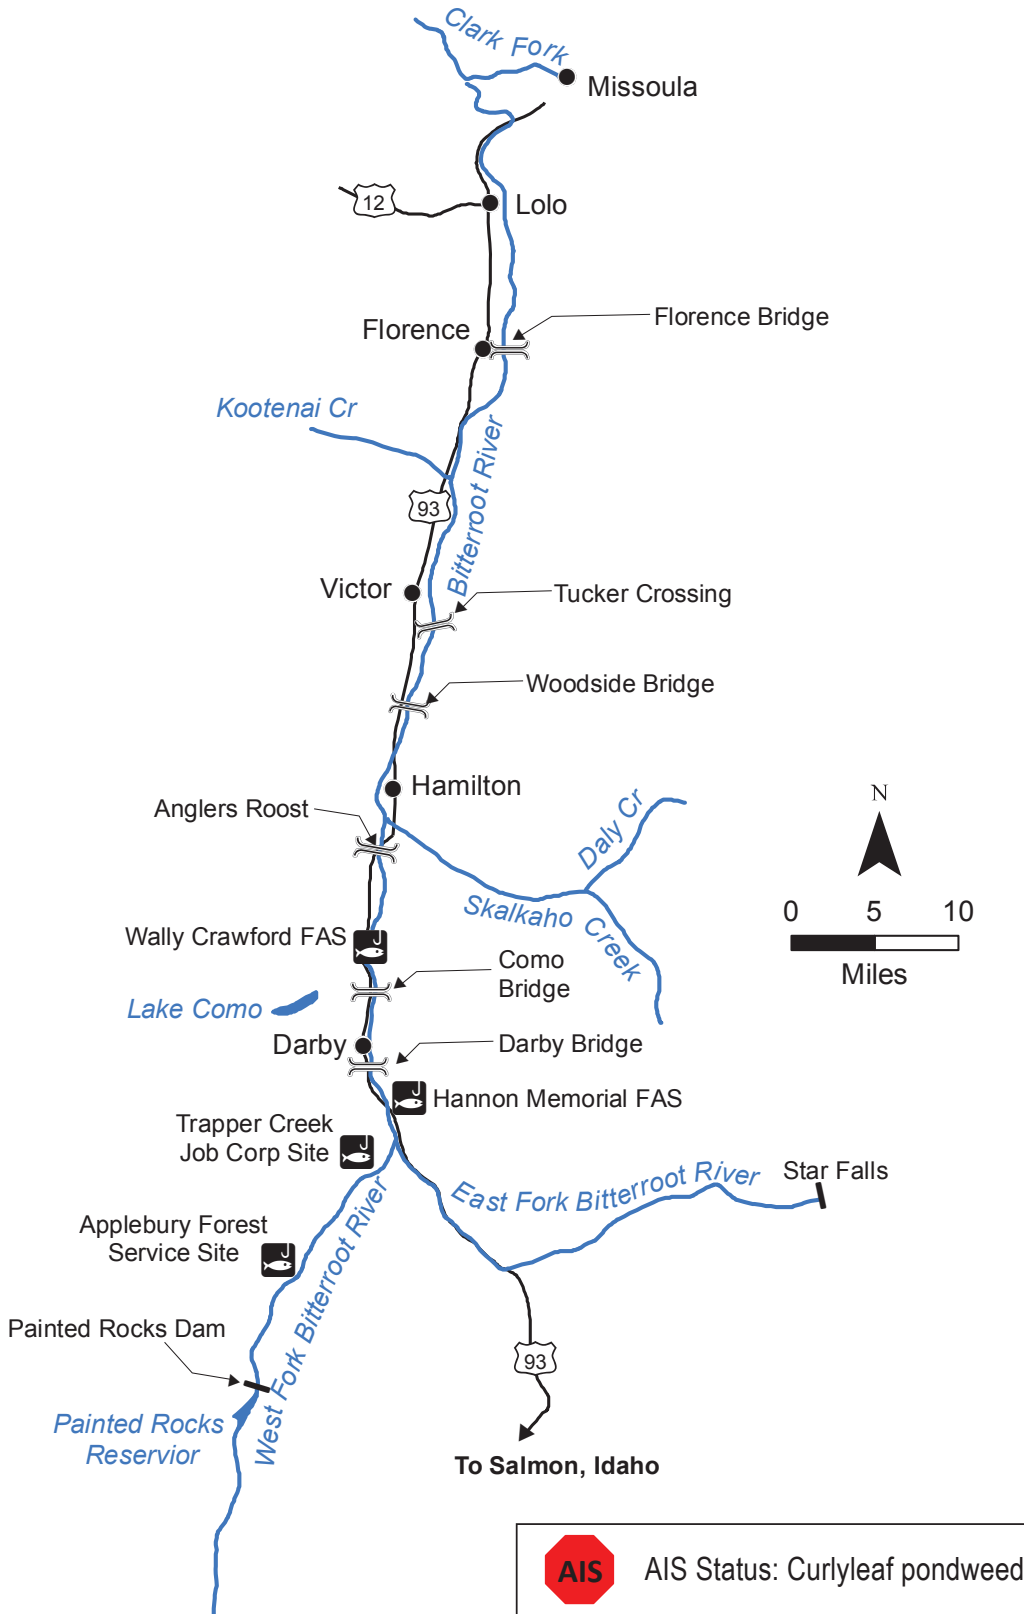 Clark Fork
Missoula
12
Lolo
Florence Bridge
Florence
Kootenai Cr
Bitterroot River
93
Victor
Tucker Crossing
Woodside Bridge
Hamilton
Anglers Roost
Daly Cr
N
0 5 10
Miles
Skalkaho Creek
Wally Crawford FAS
Como
Bridge
Lake Como
Darby
Darby Bridge
Hannon Memorial FAS
Trapper Creek
Job Corp Site
East Fork Bitterroot River
Star Falls
Applebury Forest
Service Site
West Fork Bitterroot River
Painted Rocks Dam
93
Painted Rocks
Reservior
To Salmon, Idaho
AIS
AIS Status: Curlyleaf pondweed